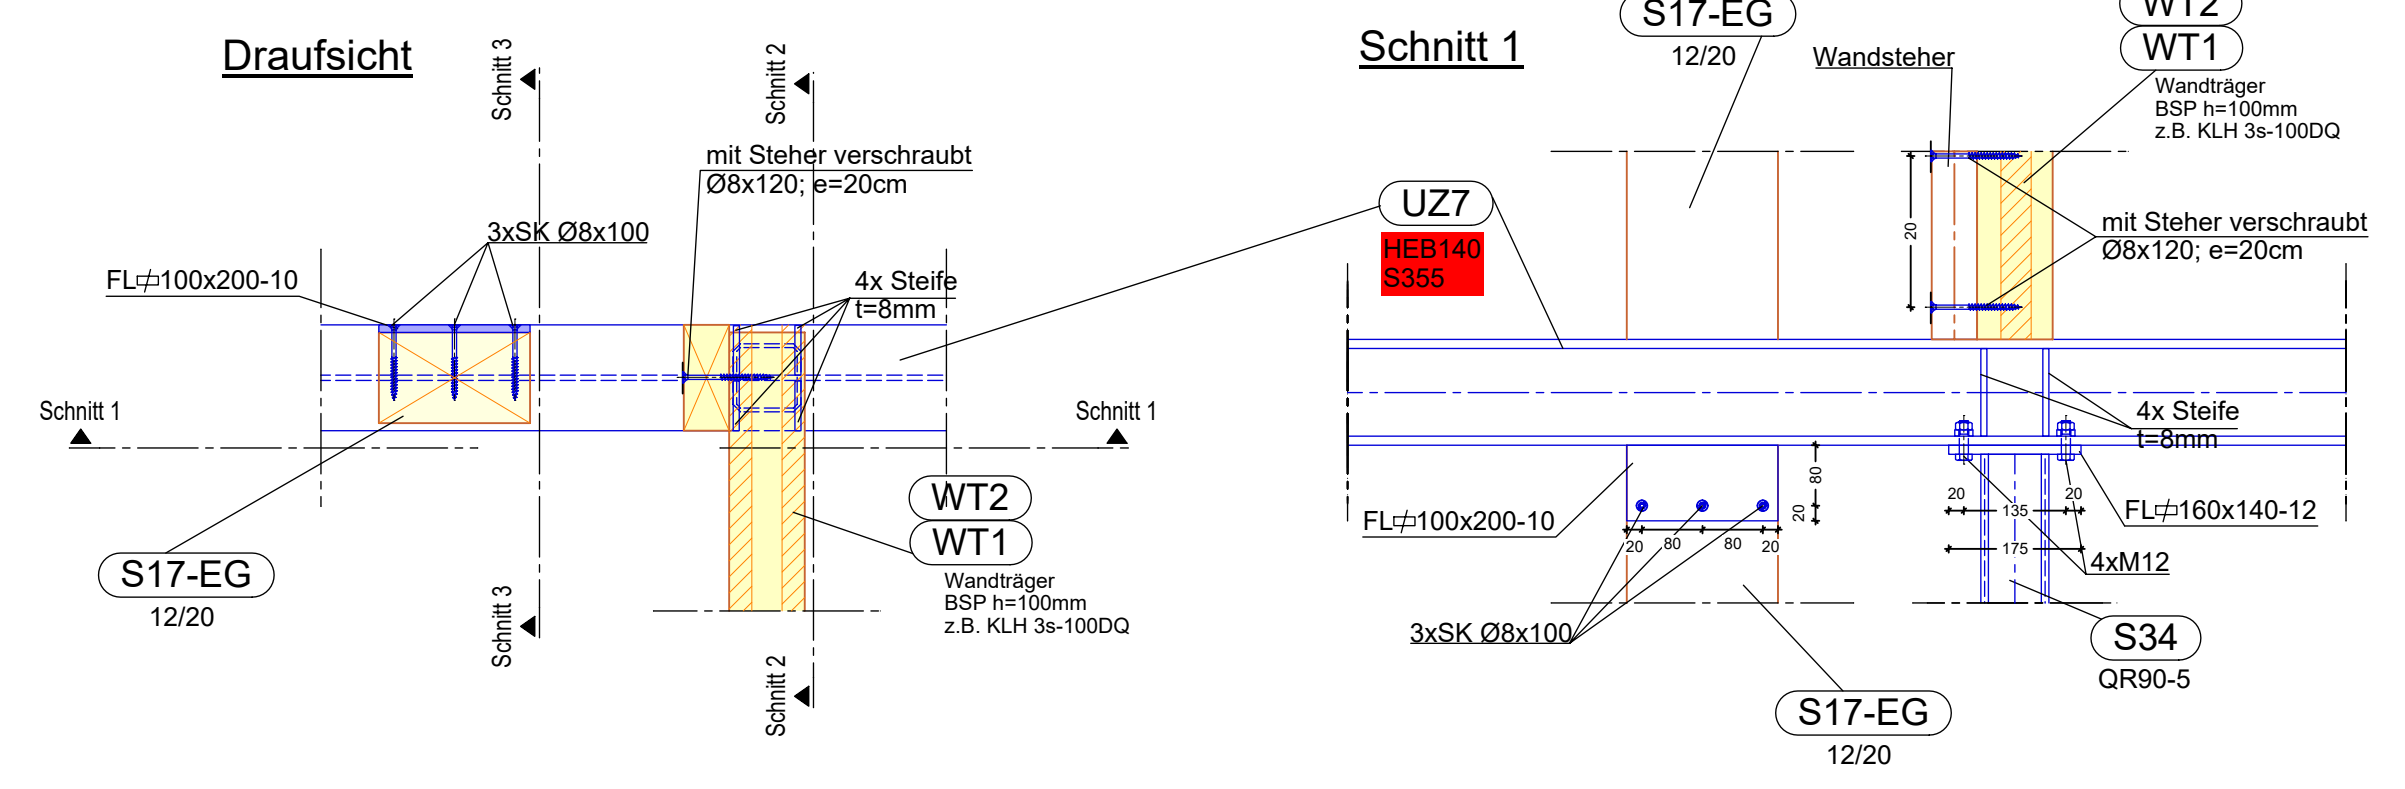 Draufsicht
Schnitt 3
Schnitt 2
mit Steher verschraubt
Ø8x120; e=20cm
3xSK Ø8x100
FL 100x200-10
4x Steife
t=8mm
Schnitt 1
Schnitt 1
WT2
WT1
Wandträger
BSP h=100mm
z.B. KLH 3s-100DQ
S17-EG
12/20
Schnitt 3
Schnitt 2
Schnitt 1
S17-EG
12/20
Wandsteher
WT2
WT1
Wandträger
BSP h=100mm
z.B. KLH 3s-100DQ
UZ7
HEB140
S355
20
mit Steher verschraubt
Ø8x120; e=20cm
4x Steife
t=8mm
80
20
FL 100x200-10
20 80 80 20
20 135 20
175
FL 160x140-12
4xM12
3xSK Ø8x100
S34
QR90-5
S17-EG
12/20